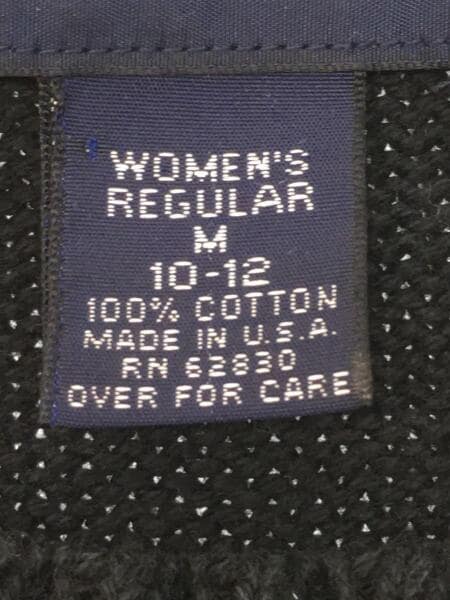 WOMEN'S
REGULAR
M
10-12
100% COTTON
MADE IN U.S.A.
RN 62830
OVER FOR CARE